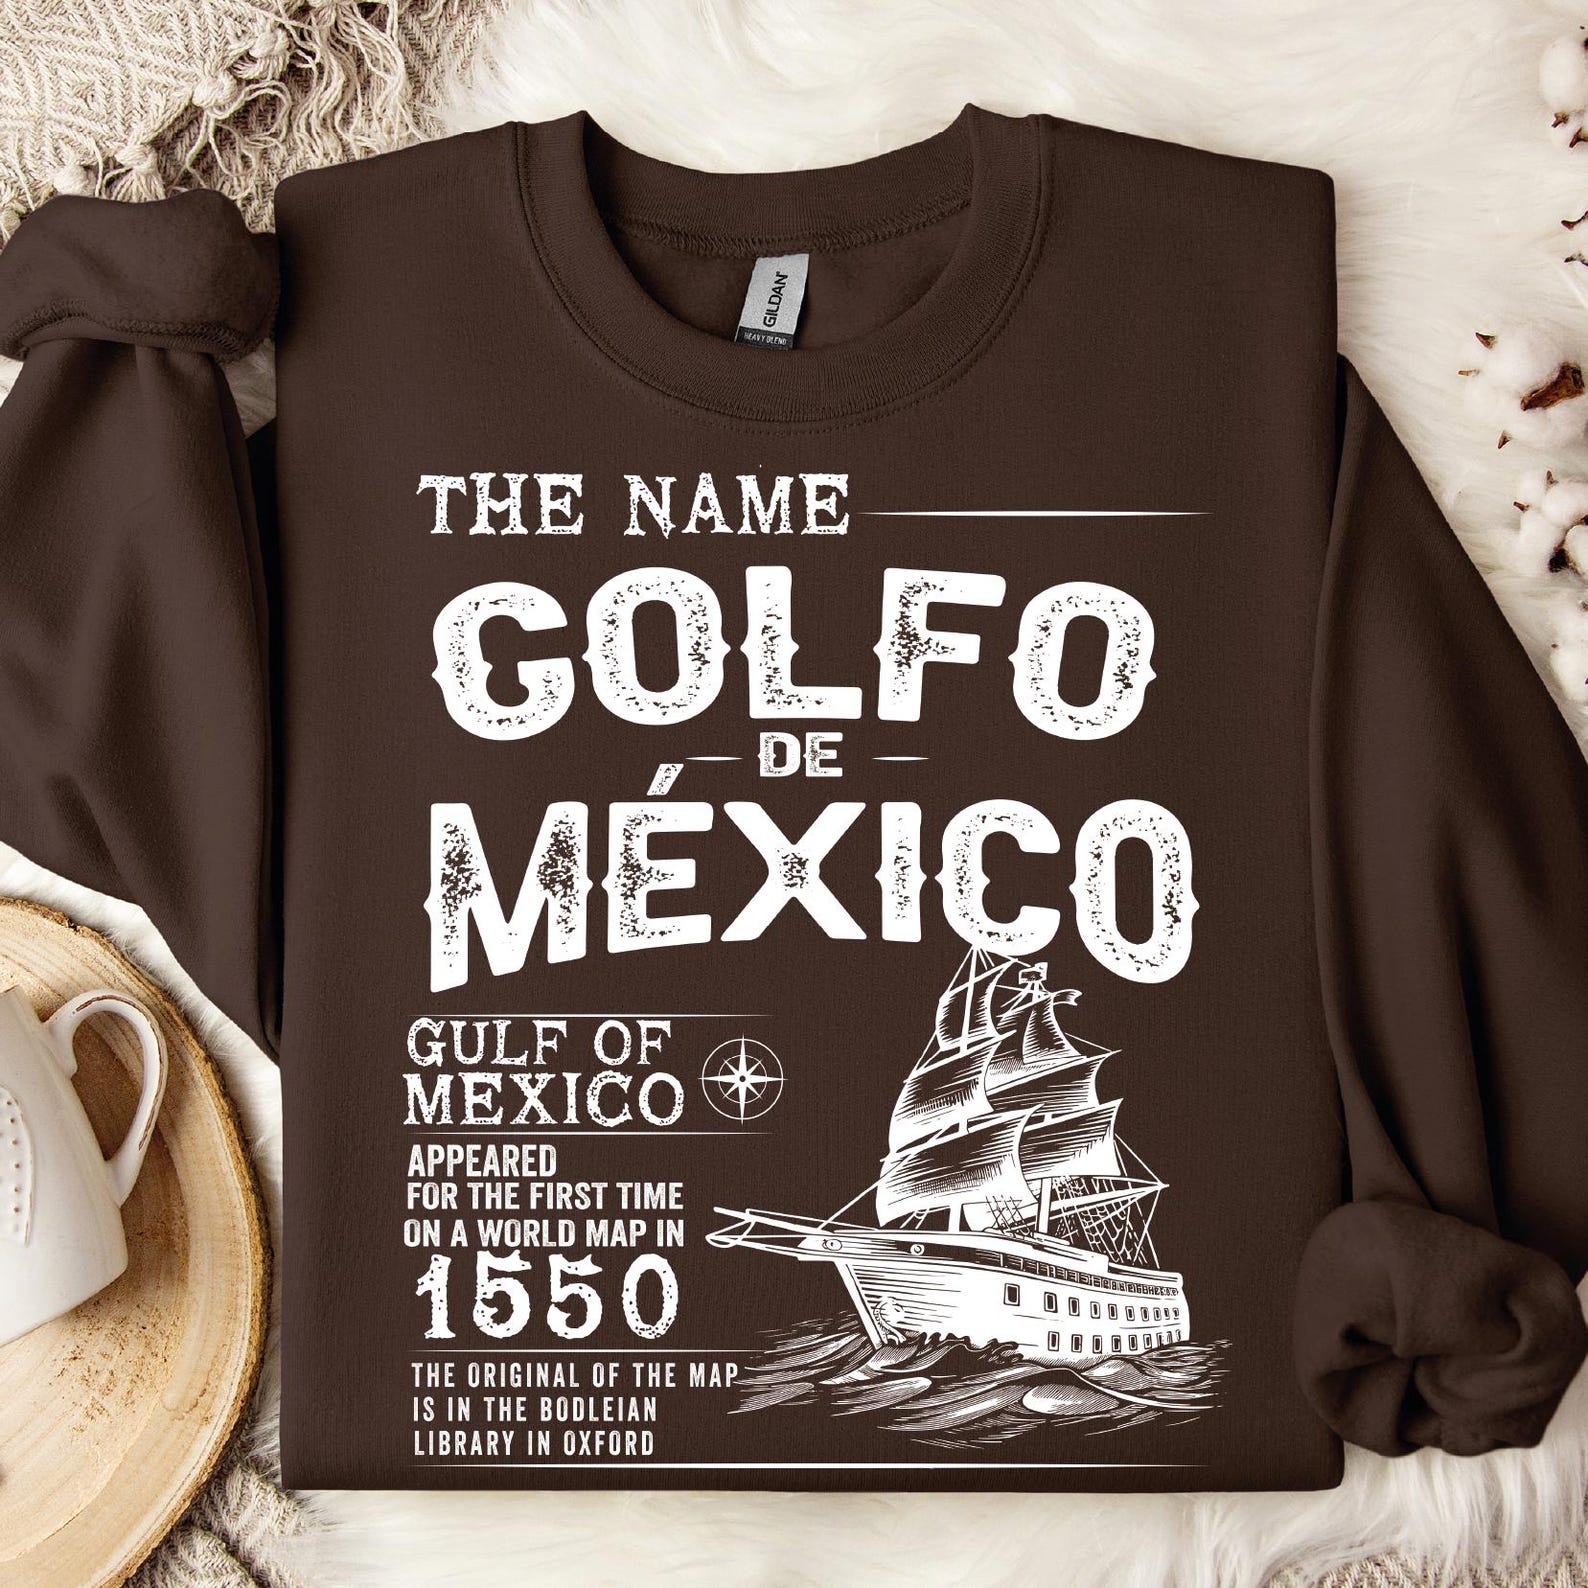 GILDAN
HEAVY BLEND
THE NAME
GOLFO
DE
MÉXICO
GULF OF
MEXICO
APPEARED
FOR THE FIRST TIME
ON A WORLD MAP IN
1550
THE ORIGINAL OF THE MAP
IS IN THE BODLEIAN
LIBRARY IN OXFORD